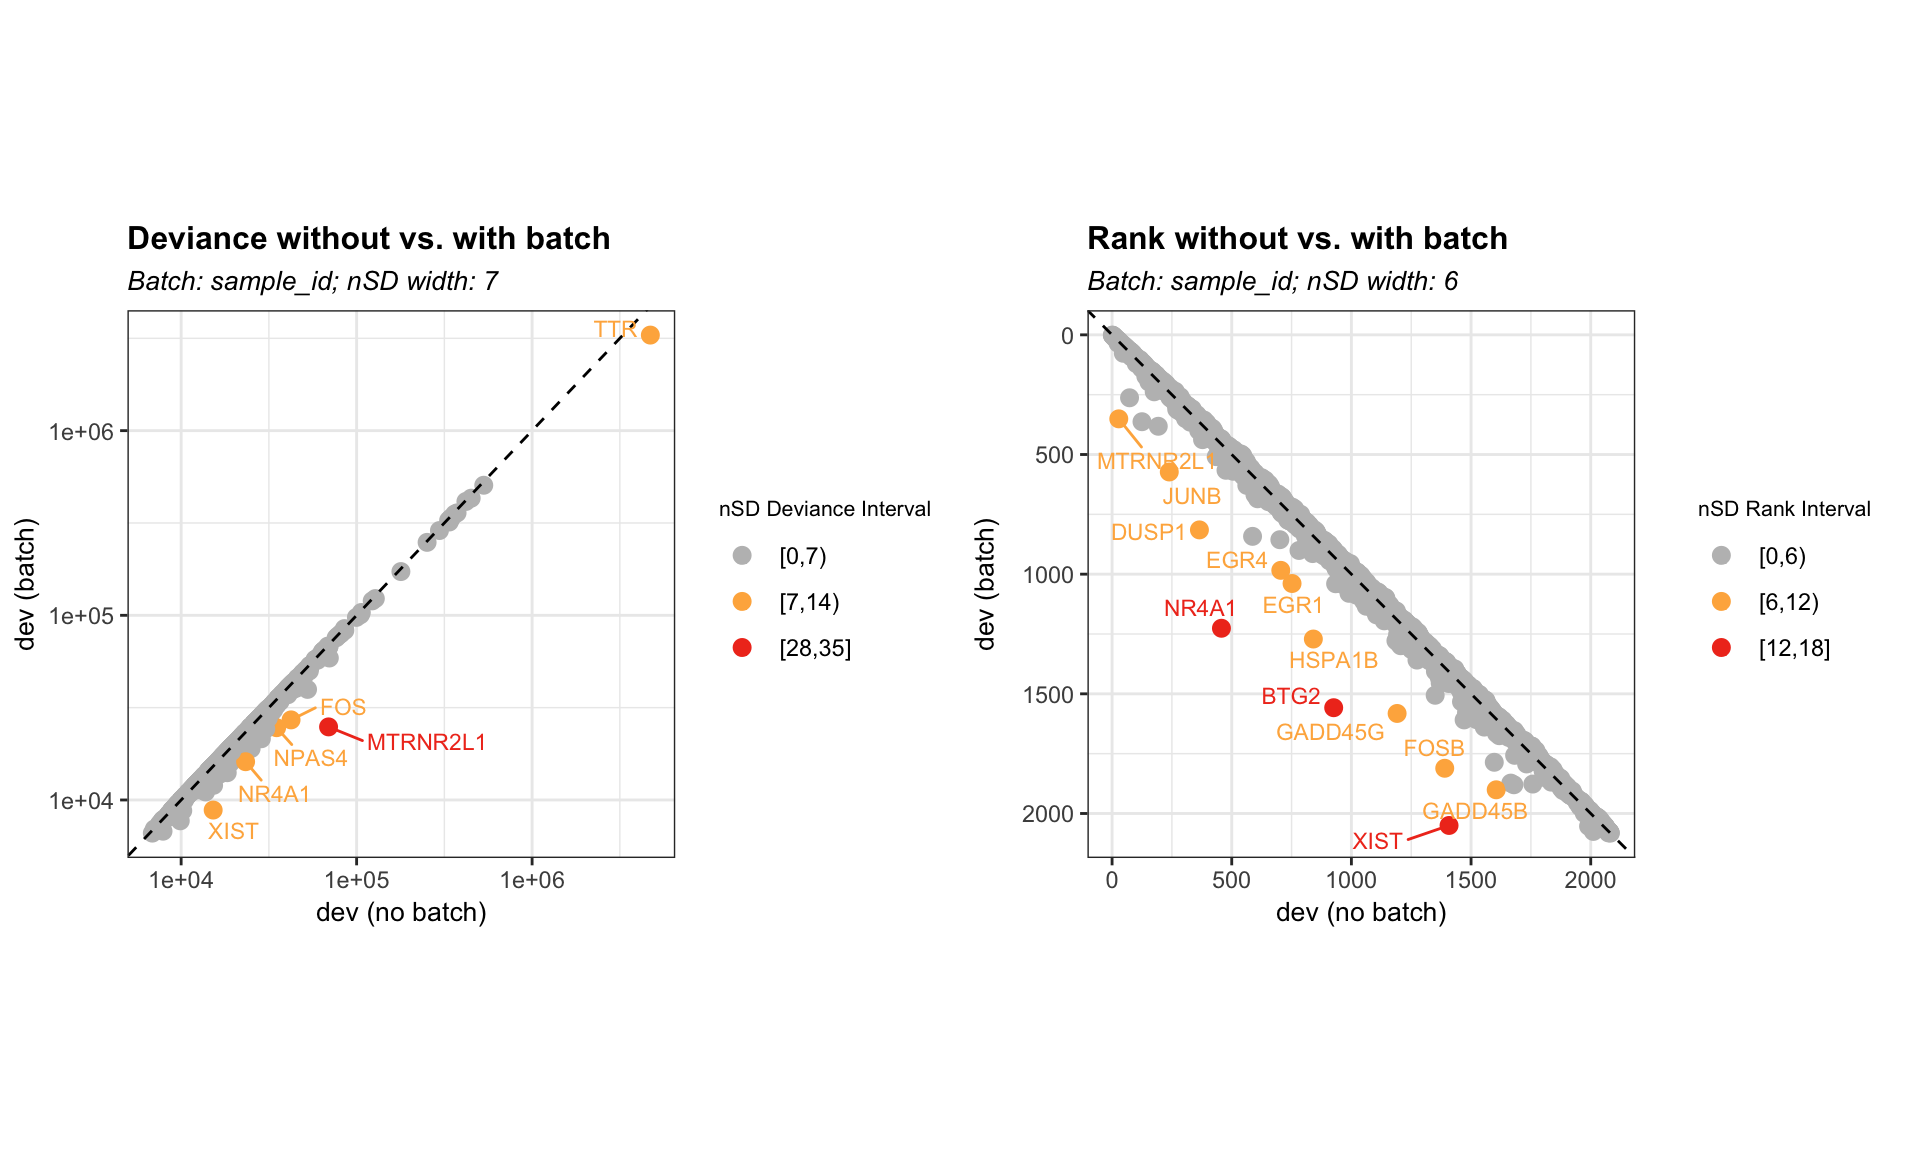 Deviance without vs. with batch
Batch: sample_id; nSD width: 7
dev (batch)
1e+06
1e+05
1e+04
TTR
FOS
MTRNR2L1
NPAS4
NR4A1
XIST
1e+04 1e+05 1e+06
dev (no batch)
nSD Deviance Interval
[0,7)
[7,14)
[28,35]
Rank without vs. with batch
Batch: sample_id; nSD width: 6
dev (batch)
0
500
1000
1500
2000
MTRNR2L1
JUNB
DUSP1
EGR4
EGR1
NR4A1
HSPA1B
BTG2
GADD45G
FOSB
GADD45B
XIST
0 500 1000 1500 2000
dev (no batch)
nSD Rank Interval
[0,6)
[6,12)
[12,18]